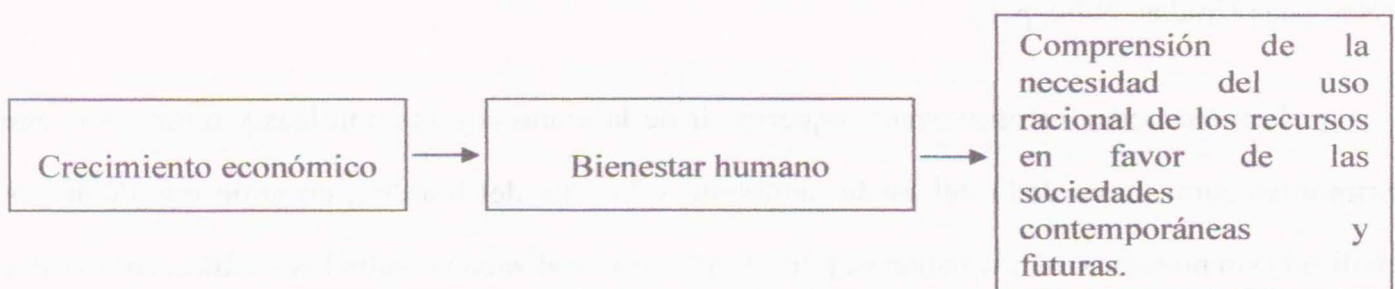 Crecimiento económico
Bienestar humano
Comprensión de la
necesidad del uso
racional de los recursos
en favor de las
sociedades
contemporáneas y
futuras.